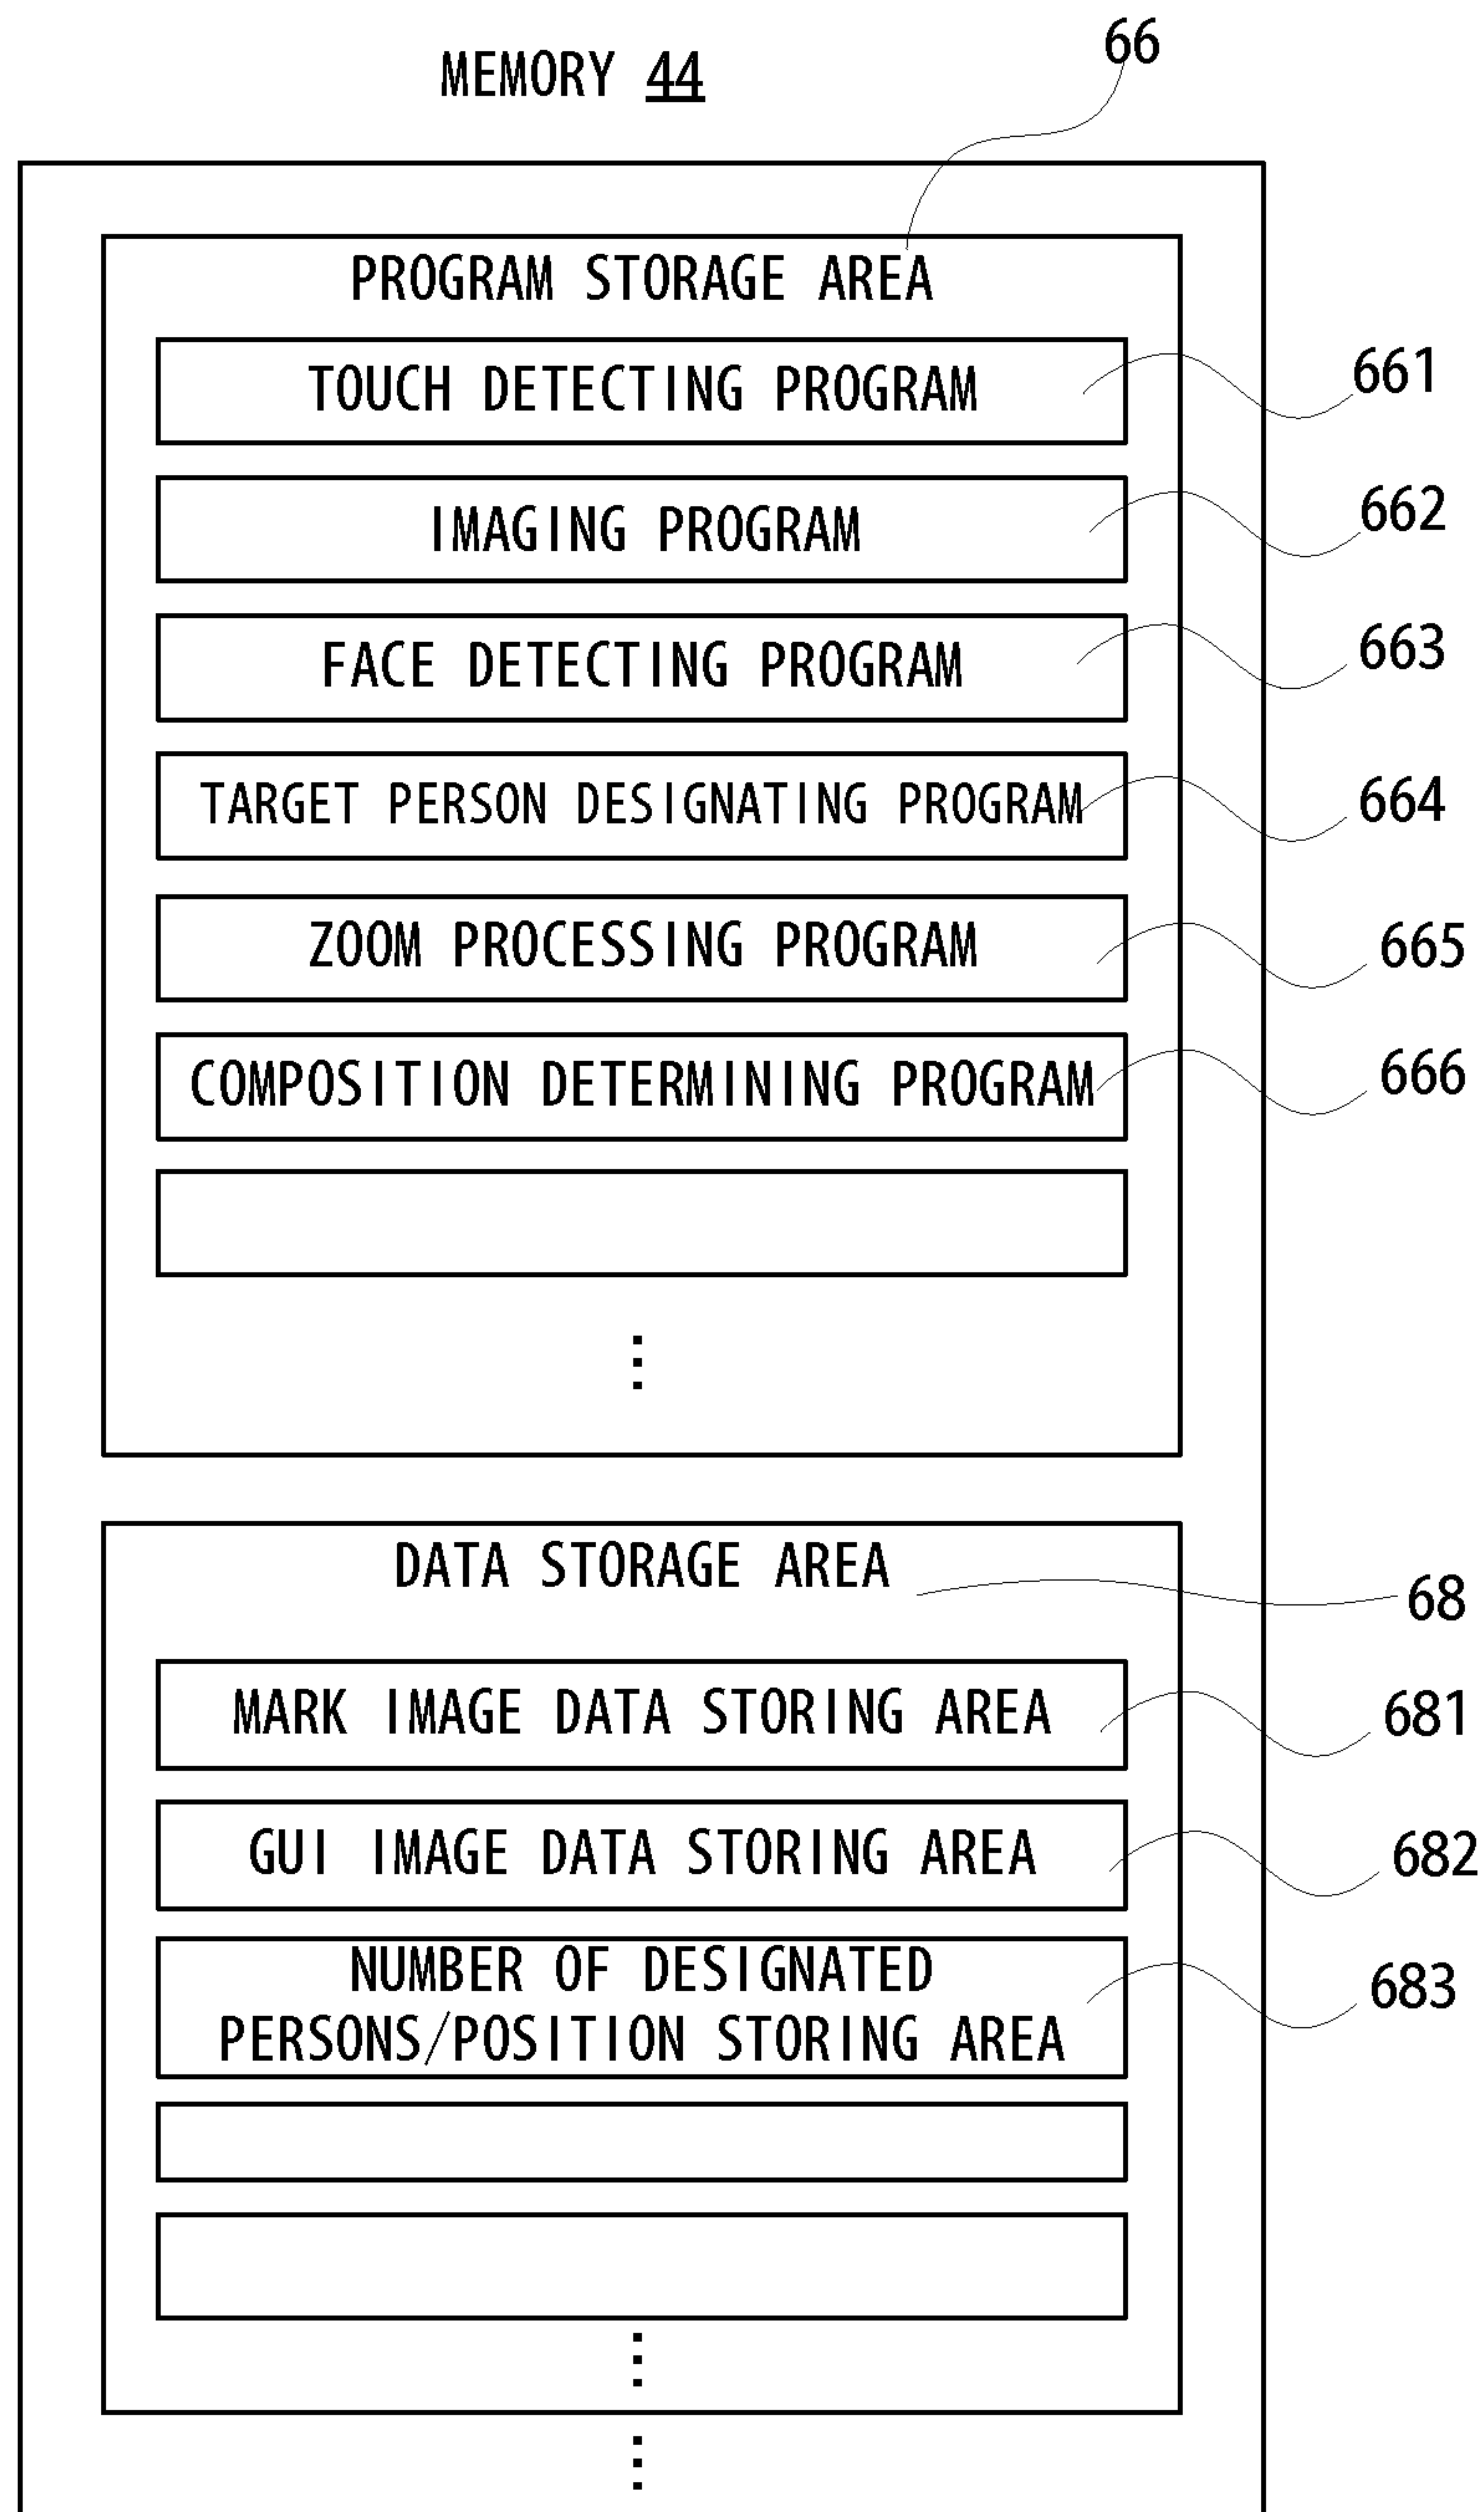 MEMORY 44
66
PROGRAM STORAGE AREA
TOUCH DETECTING PROGRAM
661
IMAGING PROGRAM
662
FACE DETECTING PROGRAM
663
TARGET PERSON DESIGNATING PROGRAM
664
ZOOM PROCESSING PROGRAM
665
COMPOSITION DETERMINING PROGRAM
666
DATA STORAGE AREA
68
MARK IMAGE DATA STORING AREA
681
GUI IMAGE DATA STORING AREA
682
NUMBER OF DESIGNATED
PERSONS/POSITION STORING AREA
683